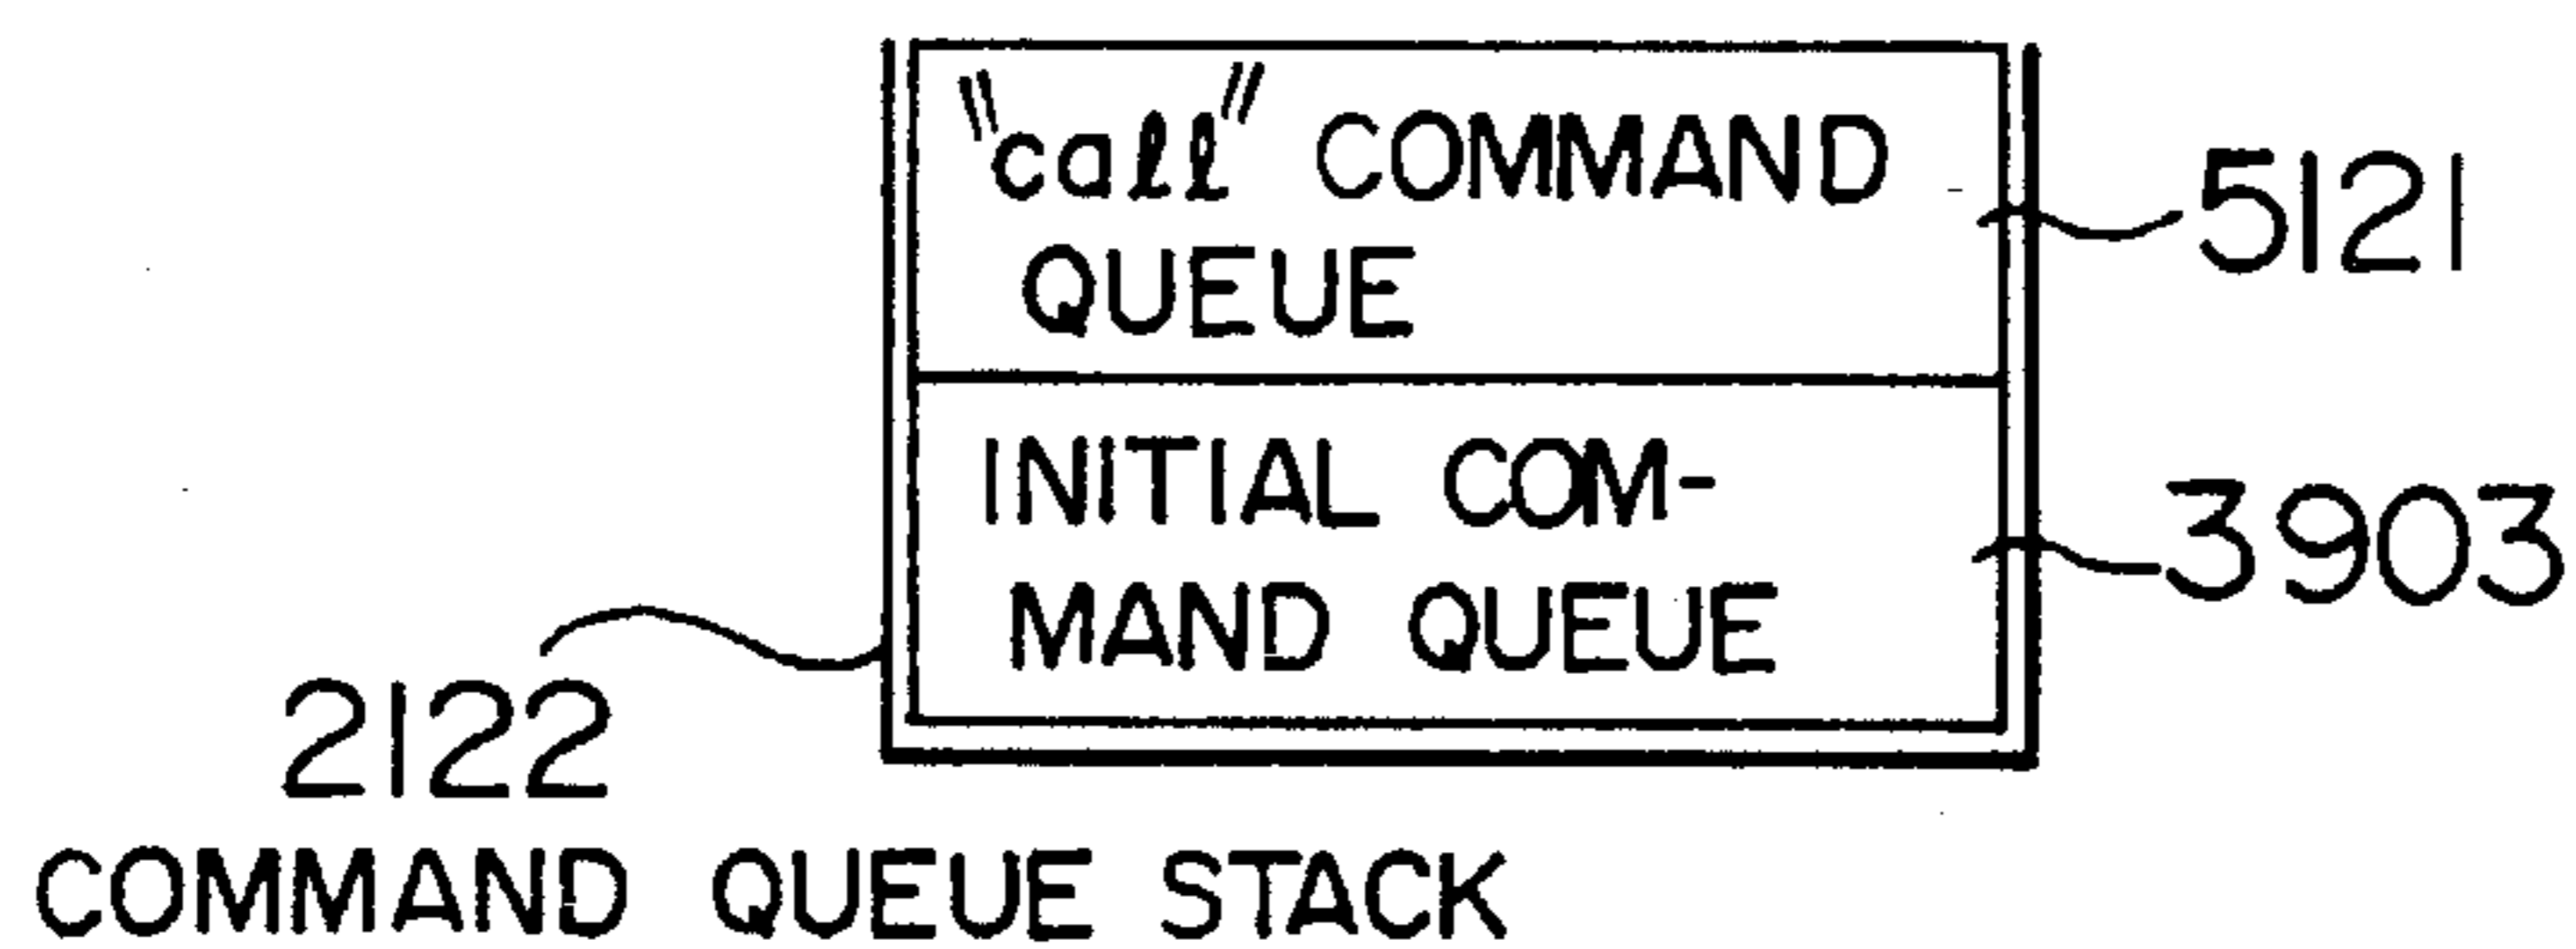 "call" COMMAND
QUEUE
5121
INITIAL COM-
MAND QUEUE
3903
2122
COMMAND QUEUE STACK